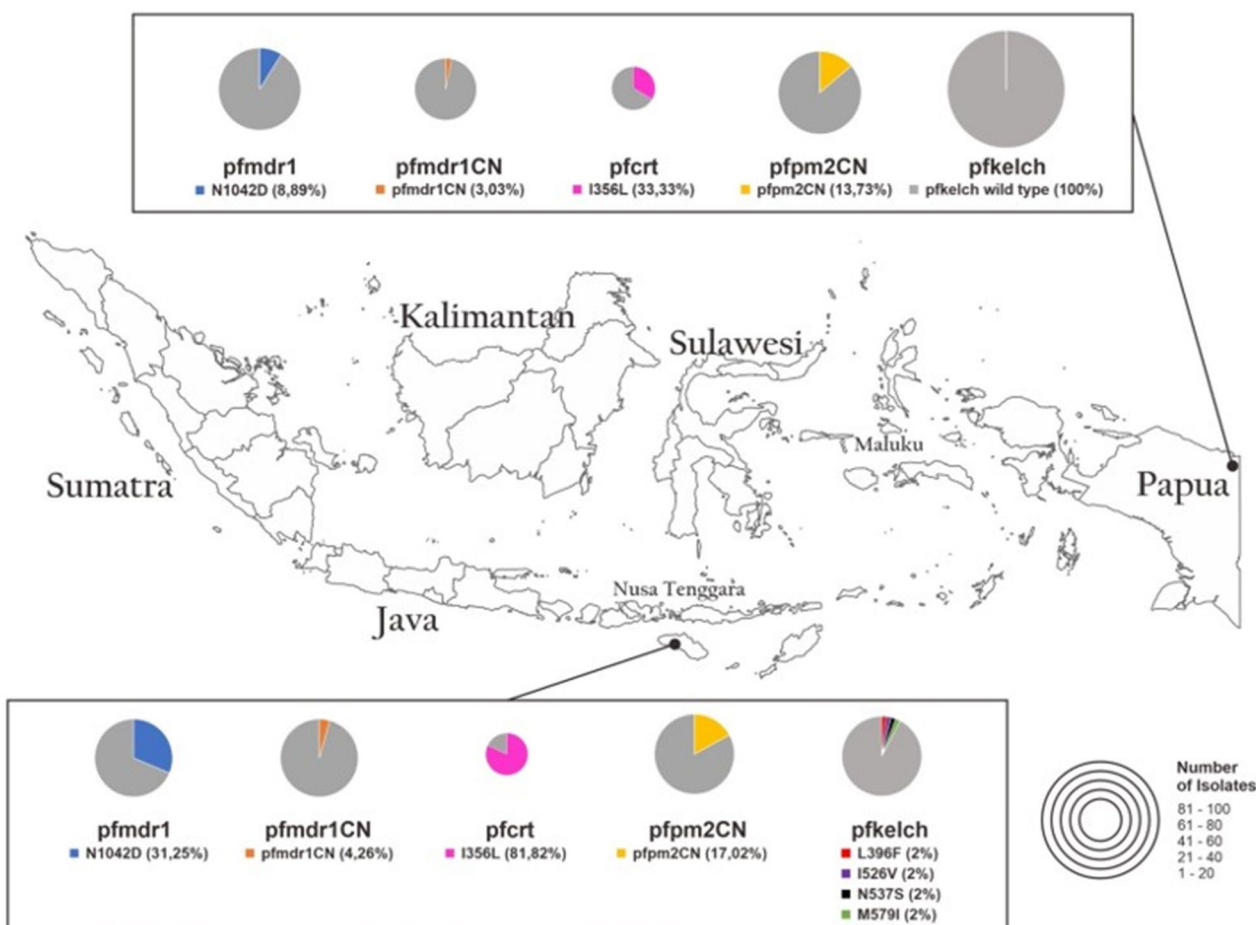 pfmdr1
N1042D (8,89%)
pfmdr1CN
pfmdr1CN (3,03%)
pfcrt
I356L (33,33%)
pfpm2CN
pfpm2CN (13,73%)
pfkelch
pfkelch wild type (100%)
Kalimantan
Sulawesi
Maluku
Sumatra
Papua
Nusa Tenggara
Java
pfmdr1
N1042D (31,25%)
pfmdr1CN
pfmdr1CN (4,26%)
pfcrt
I356L (81,82%)
pfpm2CN
pfpm2CN (17,02%)
pfkelch
L396F (2%)
I526V (2%)
N537S (2%)
M579I (2%)
Number
of Isolates
81 - 100
61 - 80
41 - 60
21 - 40
1 - 20